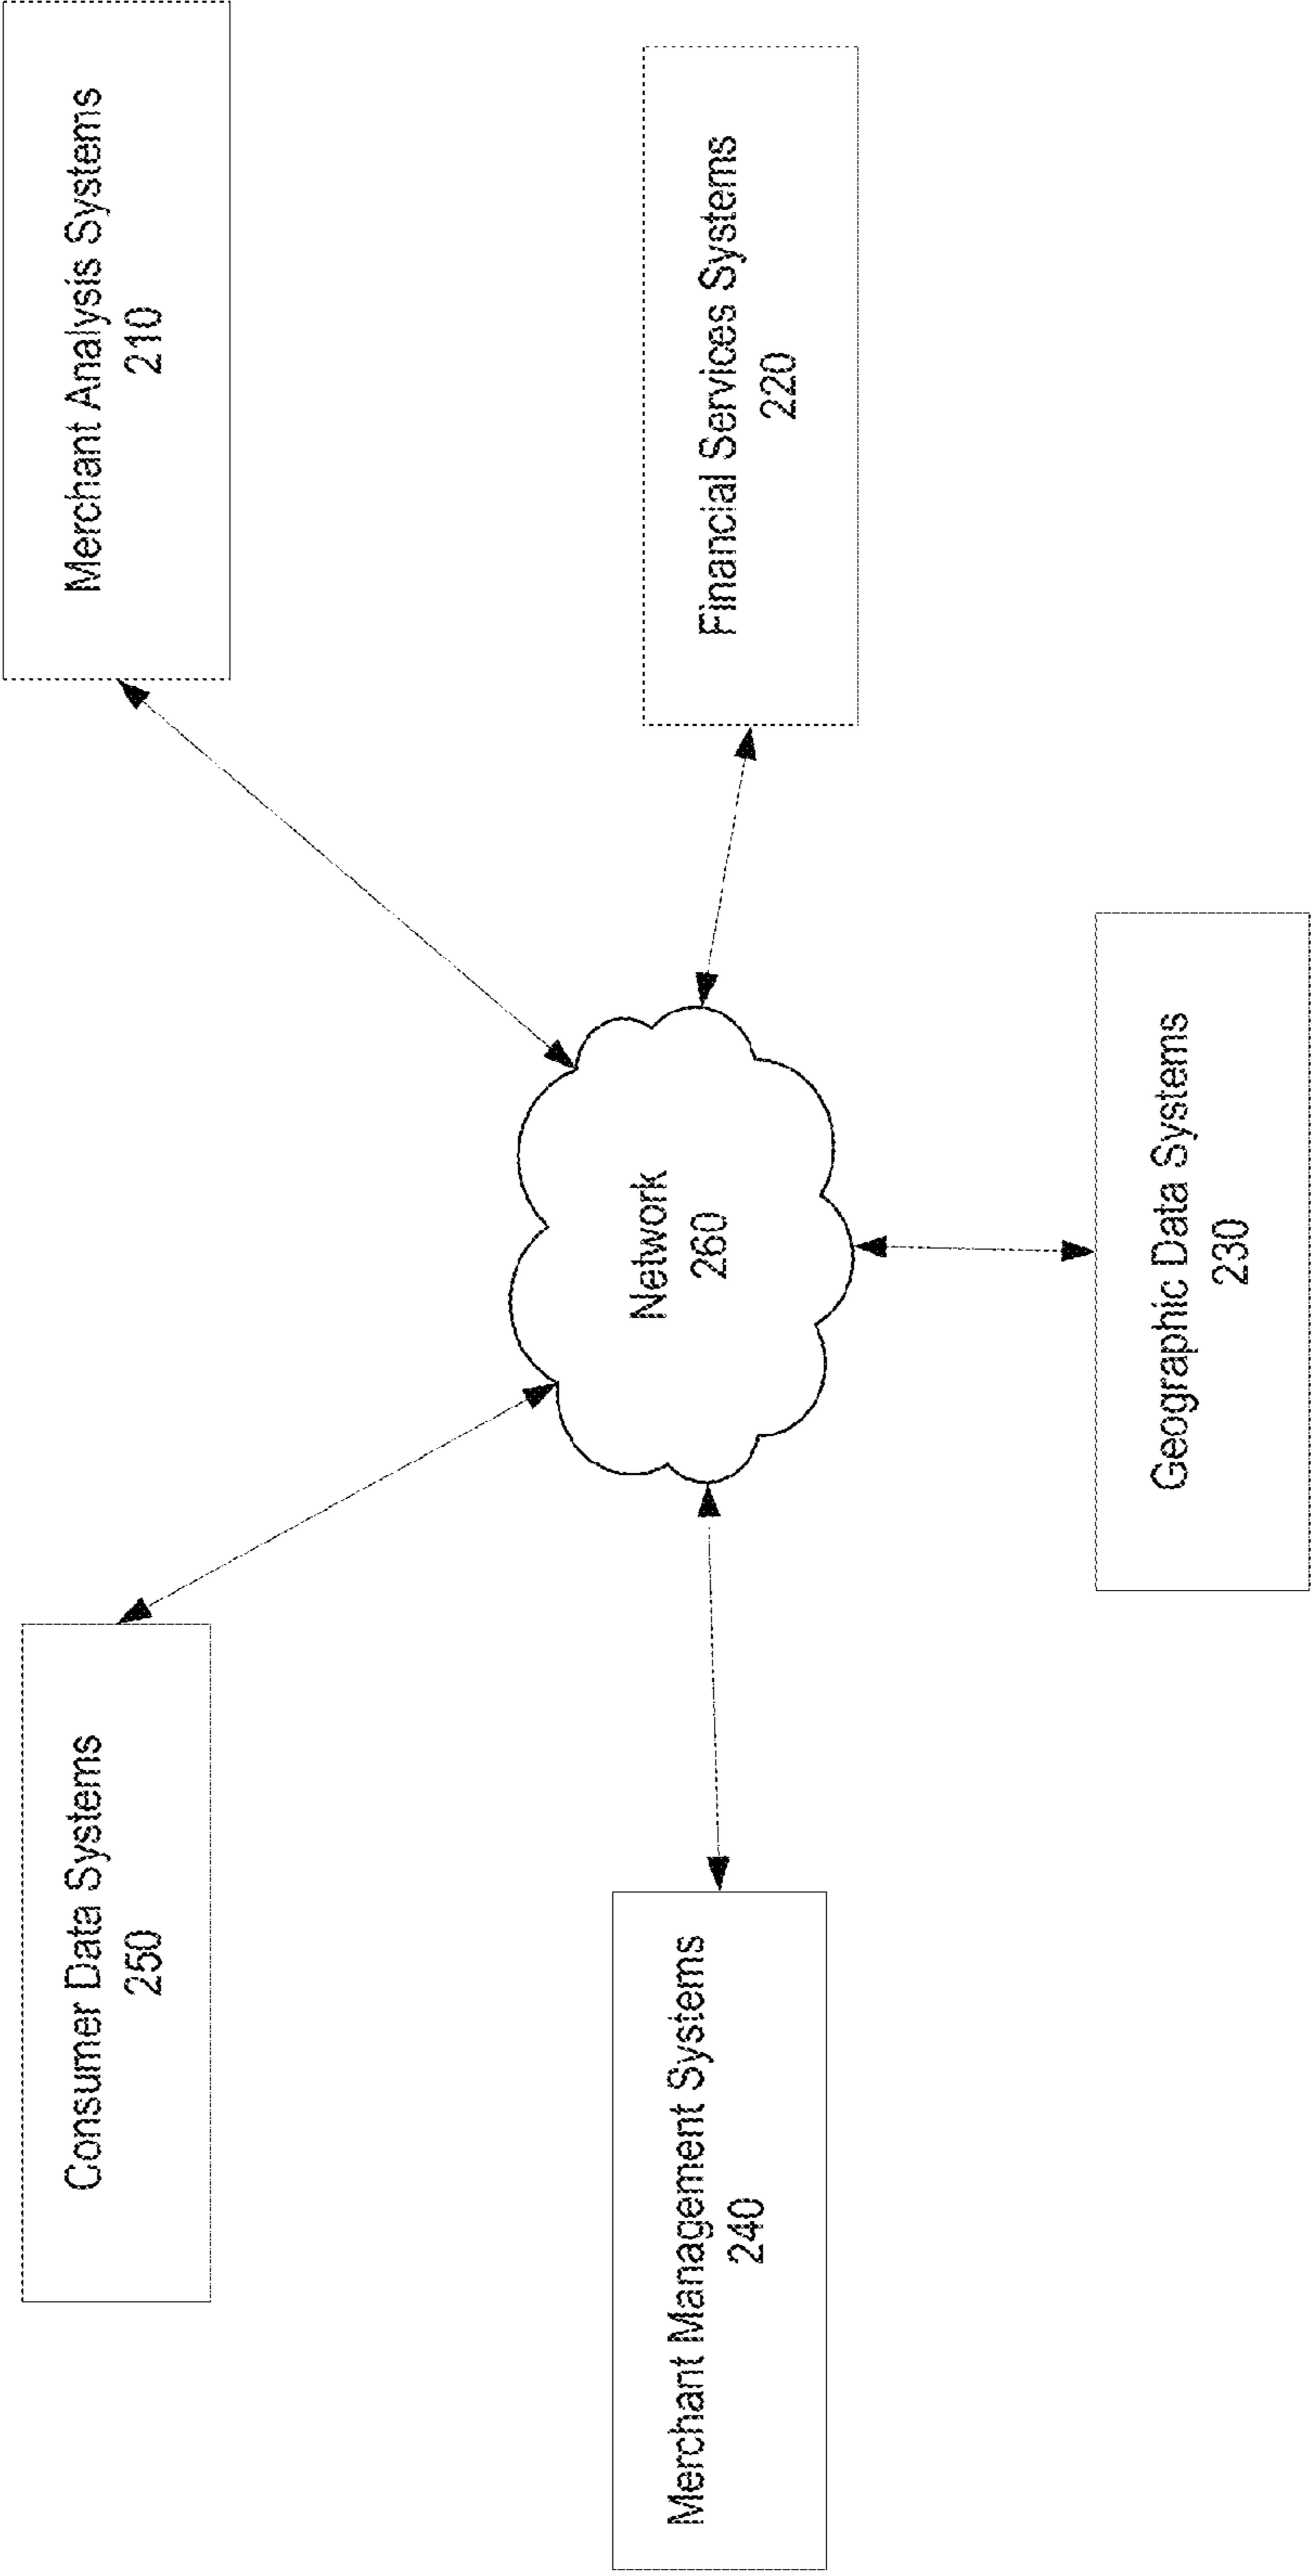 Consumer Data Systems
250
Merchant Analysis Systems
210
Network
260
Merchant Management Systems
240
Financial Services Systems
220
Geographic Data Systems
230